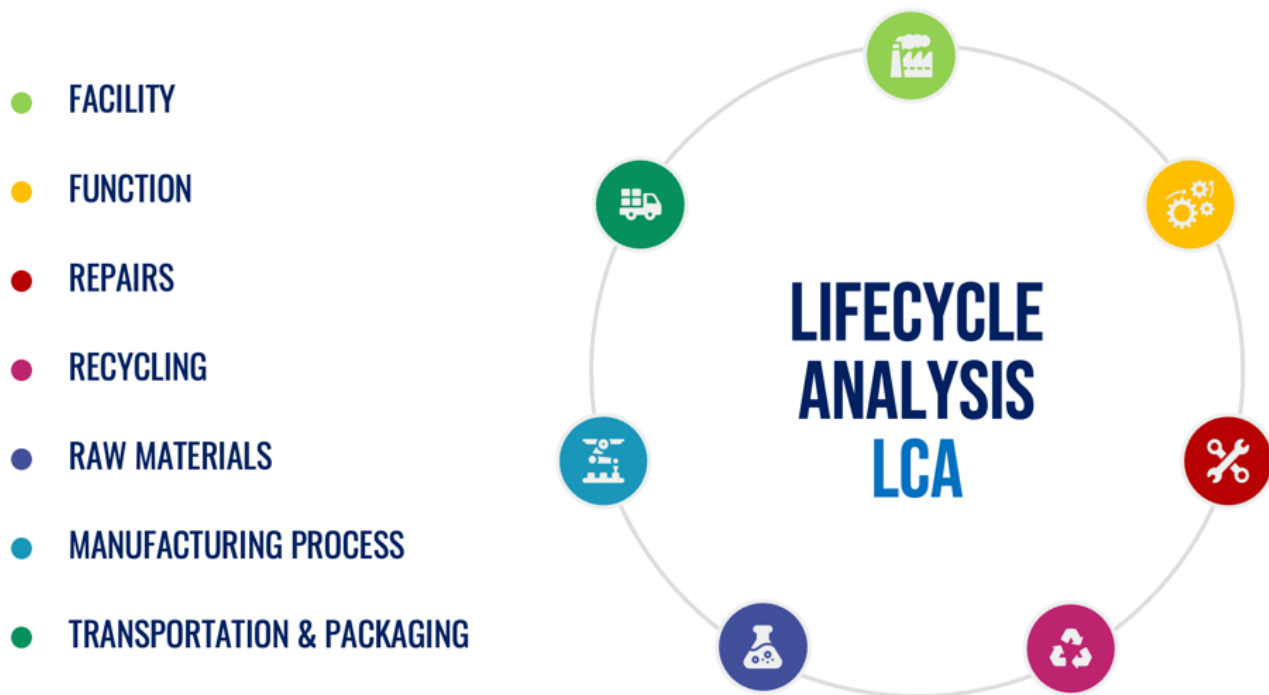 FACILITY
FUNCTION
REPAIRS
RECYCLING
RAW MATERIALS
MANUFACTURING PROCESS
TRANSPORTATION & PACKAGING
LIFECYCLE
ANALYSIS
LCA